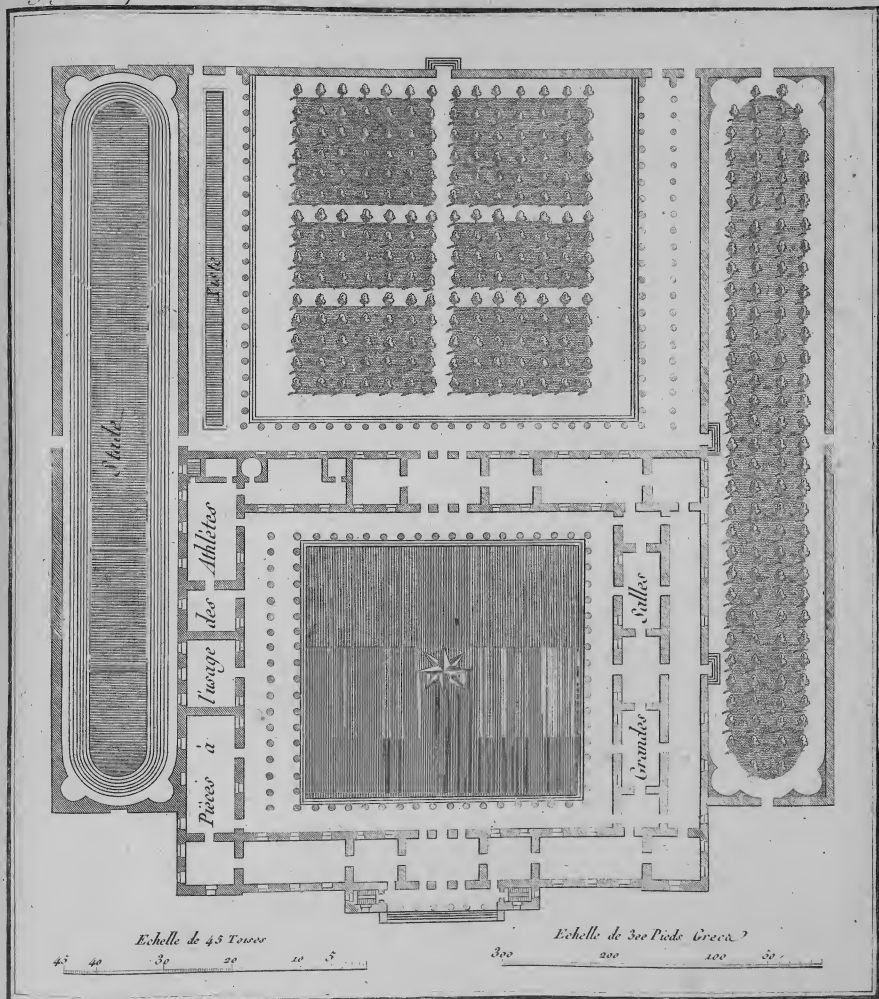 Stade
Piste
Pièces à l'usage des Athlètes
Grandes Salles
Echelle de 45 Toises
45 40 30 20 10 5
Echelle de 300 Pieds Grecs
300 200 100 50